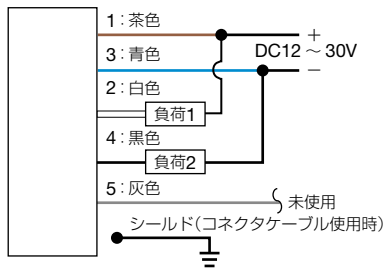 1：茶色
＋
3：青色
DC12～30V
－
2：白色
負荷1
4：黒色
負荷2
5：灰色
未使用
シールド（コネクタケーブル使用時）